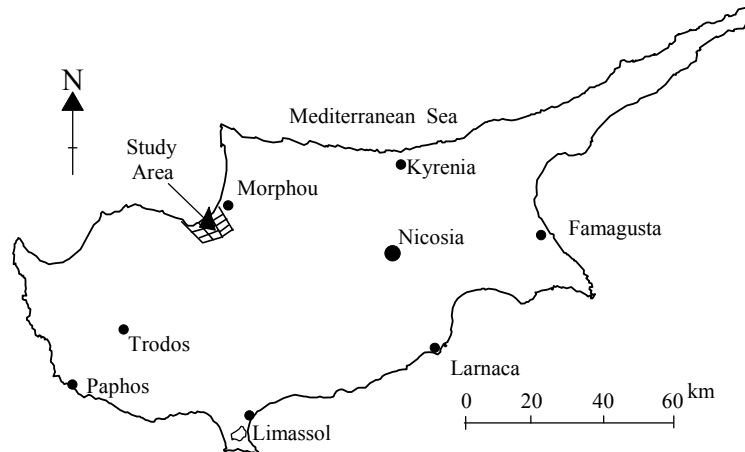 N
Mediterranean Sea
Study
Area
Kyrenia
Morphou
Famagusta
Nicosia
Trodos
Larnaca
Paphos
km
0 20 40 60
Limassol